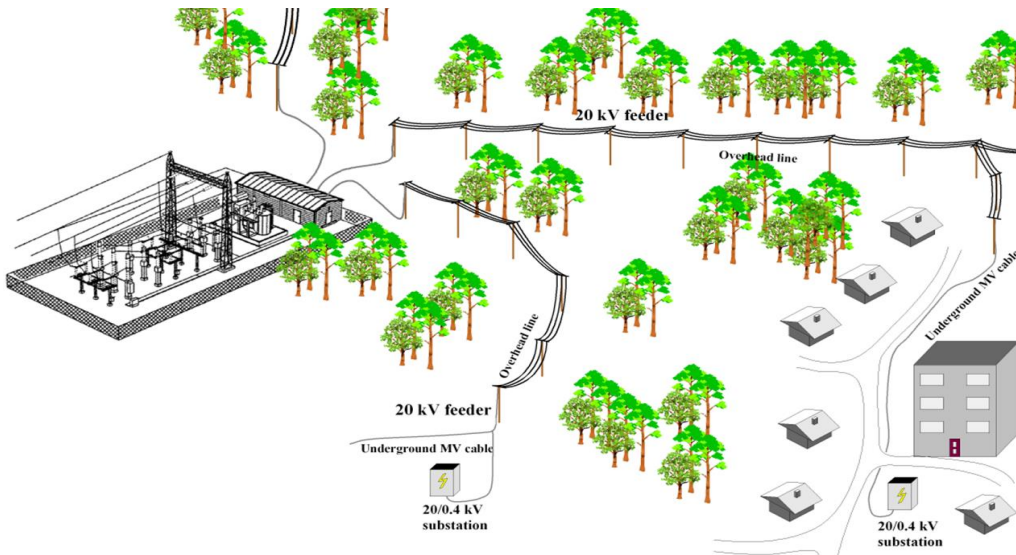 20 kV feeder
Overhead line
Underground MV cable
Overhead line
20 kV feeder
Underground MV cable
20/0.4 kV
substation
20/0.4 kV
substation